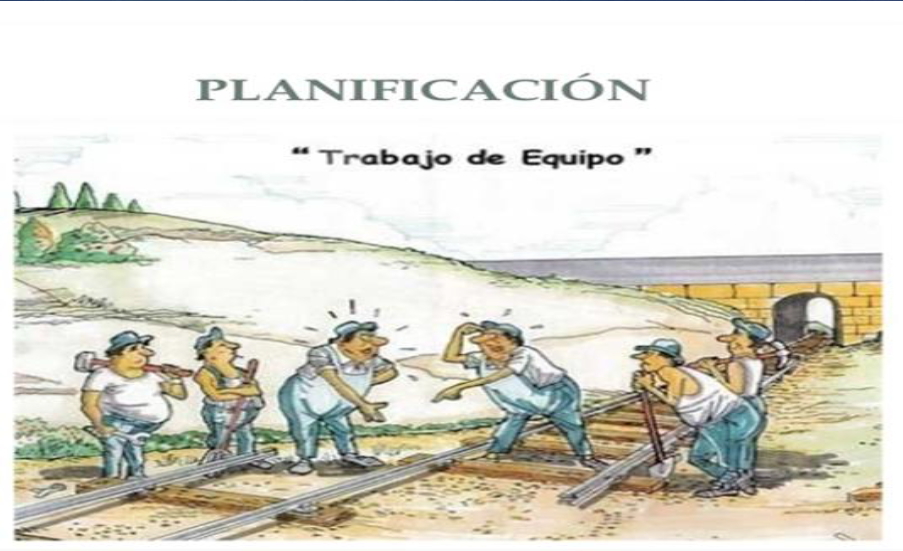 PLANIFICACIÓN
“ Trabajo de Equipo ”